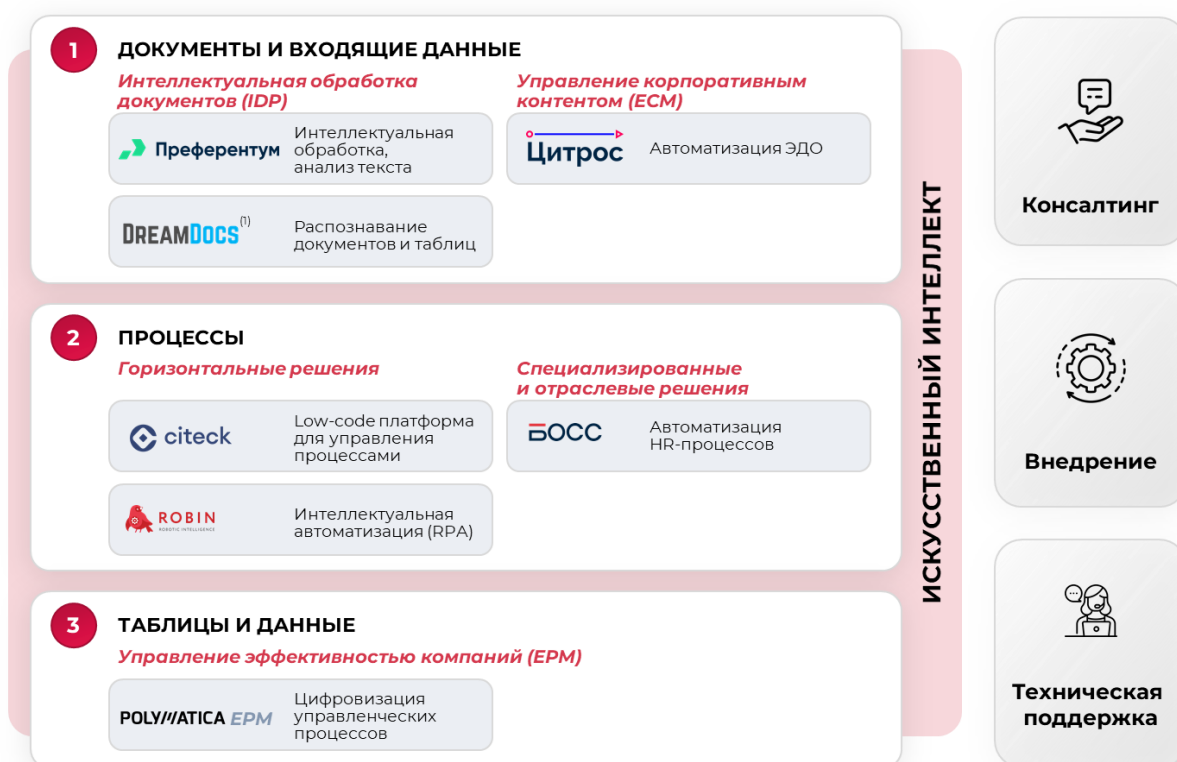 1
ДОКУМЕНТЫ И ВХОДЯЩИЕ ДАННЫЕ
Интеллектуальная обработка
документов (IDP)
Преферентум
Интеллектуальная
обработка,
анализ текста
DREAMDOCS(1)
Распознавание
документов и таблиц
Управление корпоративным
контентом (ECM)
Цитрос
Автоматизация ЭДО
2
ПРОЦЕССЫ
Горизонтальные решения
citeck
Low-code платформа
для управления
процессами
ROBIN
ROBOTIC INTELLIGENCE
Интеллектуальная
автоматизация (RPA)
Специализированные
и отраслевые решения
БОСС
Автоматизация
HR-процессов
3
ТАБЛИЦЫ И ДАННЫЕ
Управление эффективностью компаний (EPM)
POLYMATICA EPM
Цифровизация
управленческих
процессов
ИСКУССТВЕННЫЙ ИНТЕЛЛЕКТ
Консалтинг
Внедрение
Техническая
поддержка